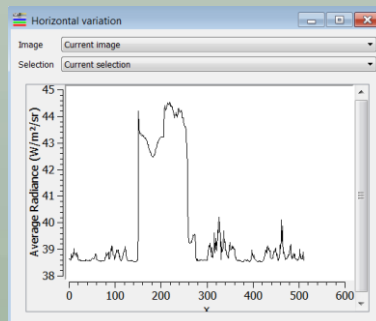 Horizontal variation
Image Current image
Selection Current selection
Average Radiance (W/m²/sr)
45
44
43
42
41
40
39
38
0 100 200 300 400 500 600